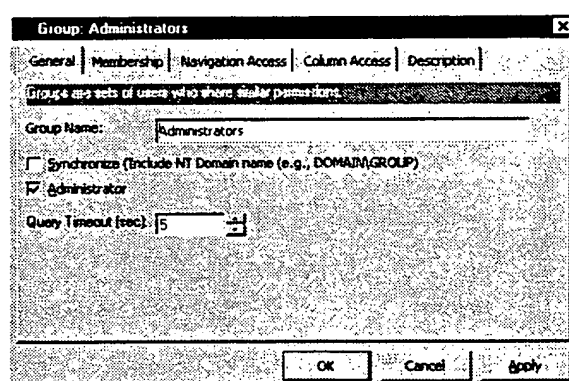 Group: Administrators
General Membership Navigation Access Column Access Description
Groups are sets of users who share similar permissions.
Group Name: Administrators
Synchronize (Include NT Domain name (e.g., DOMAIN\GROUP)
Administrator
Query Timeout (sec): 5
OK Cancel Apply